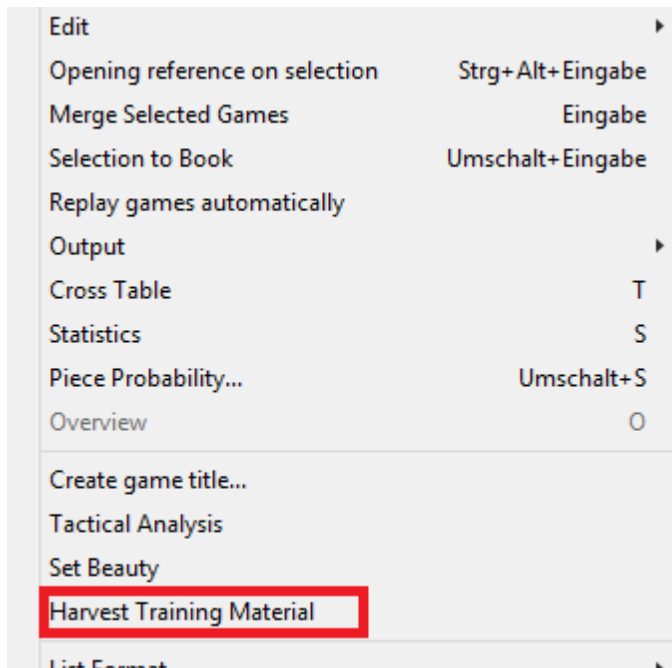 Edit
Opening reference on selection Strg+Alt+Eingabe
Merge Selected Games Eingabe
Selection to Book Umschalt+Eingabe
Replay games automatically
Output
Cross Table T
Statistics S
Piece Probability... Umschalt+S
Overview O
Create game title...
Tactical Analysis
Set Beauty
Harvest Training Material
List Format